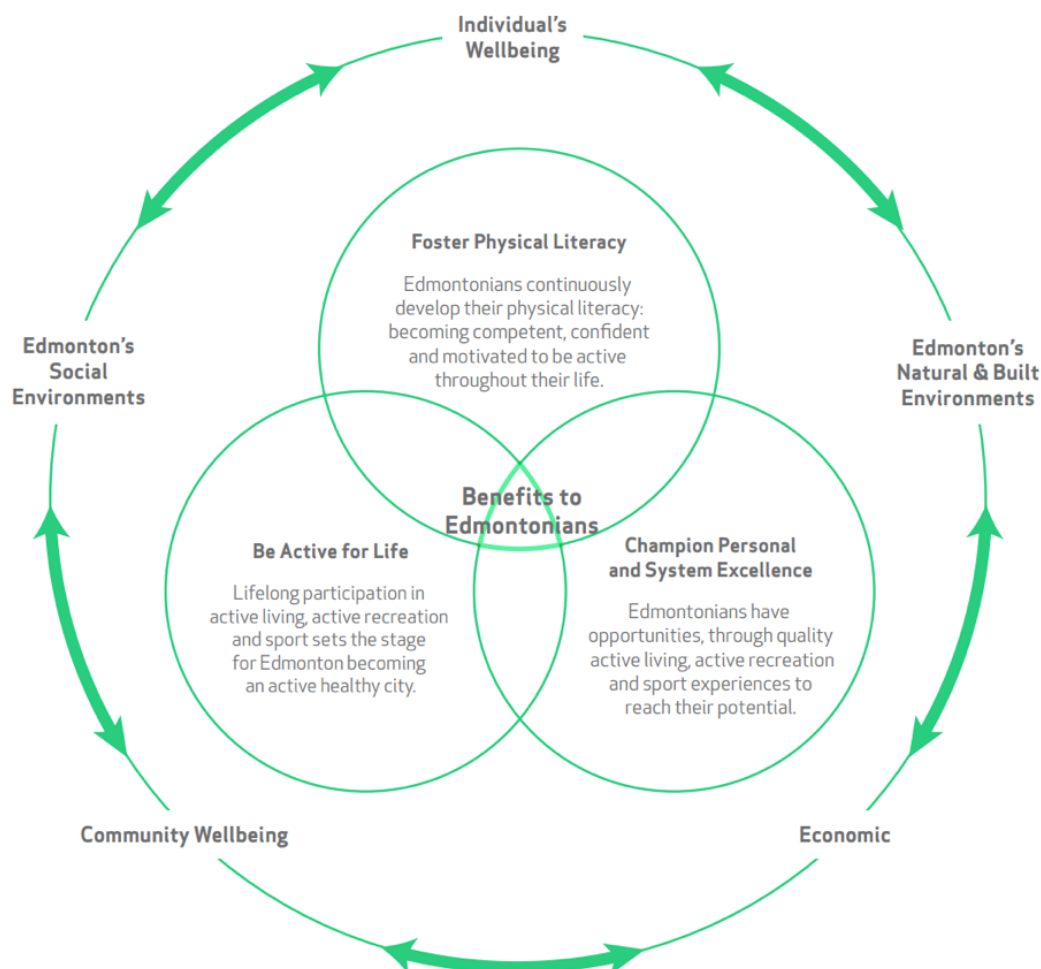 Individual's
Wellbeing
Foster Physical Literacy
Edmontonians continuously
develop their physical literacy:
becoming competent, confident
and motivated to be active
throughout their life.
Edmonton's
Social
Environments
Edmonton's
Natural & Built
Environments
Benefits to
Edmontonians
Be Active for Life
Lifelong participation in
active living, active recreation
and sport sets the stage
for Edmonton becoming
an active healthy city.
Champion Personal
and System Excellence
Edmontonians have
opportunities, through quality
active living, active recreation
and sport experiences to
reach their potential.
Community Wellbeing
Economic